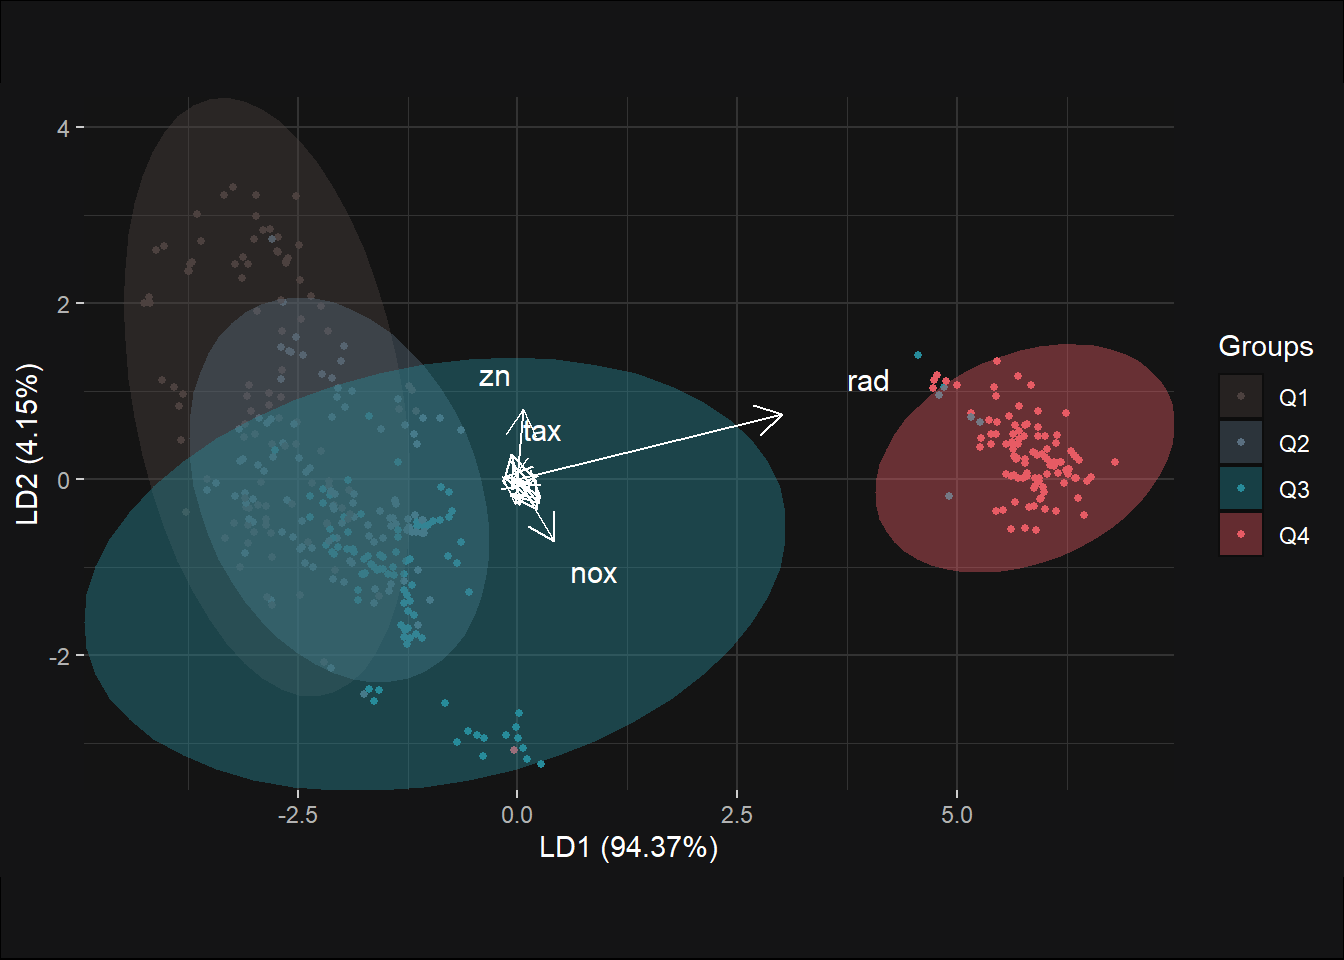 4
2
0
-2
LD2 (4.15%)
zn
tax
rad
nox
-2.5
0.0
2.5
5.0
LD1 (94.37%)
Groups
Q1
Q2
Q3
Q4